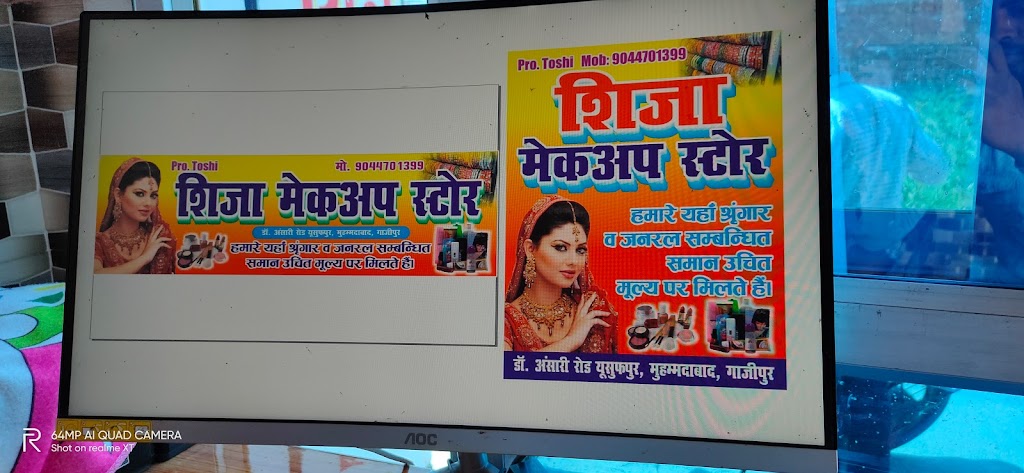 Pro. Toshi मो. 9044701399
शिजा मेकअप स्टोर
डॉ. अंसारी रोड यूसुफपुर, मुहम्मदाबाद, गाजीपुर
हमारे यहाँ श्रृंगार व जनरल सम्बन्धित
समान उचित मूल्य पर मिलते हैं।
Pro. Toshi Mob: 9044701399
शिजा
मेकअप स्टोर
हमारे यहाँ श्रृंगार
व जनरल सम्बन्धित
समान उचित
मूल्य पर मिलते हैं।
डॉ. अंसारी रोड यूसुफपुर, मुहम्मदाबाद, गाजीपुर
AOC
R
64MP AI QUAD CAMERA
Shot on realme XT